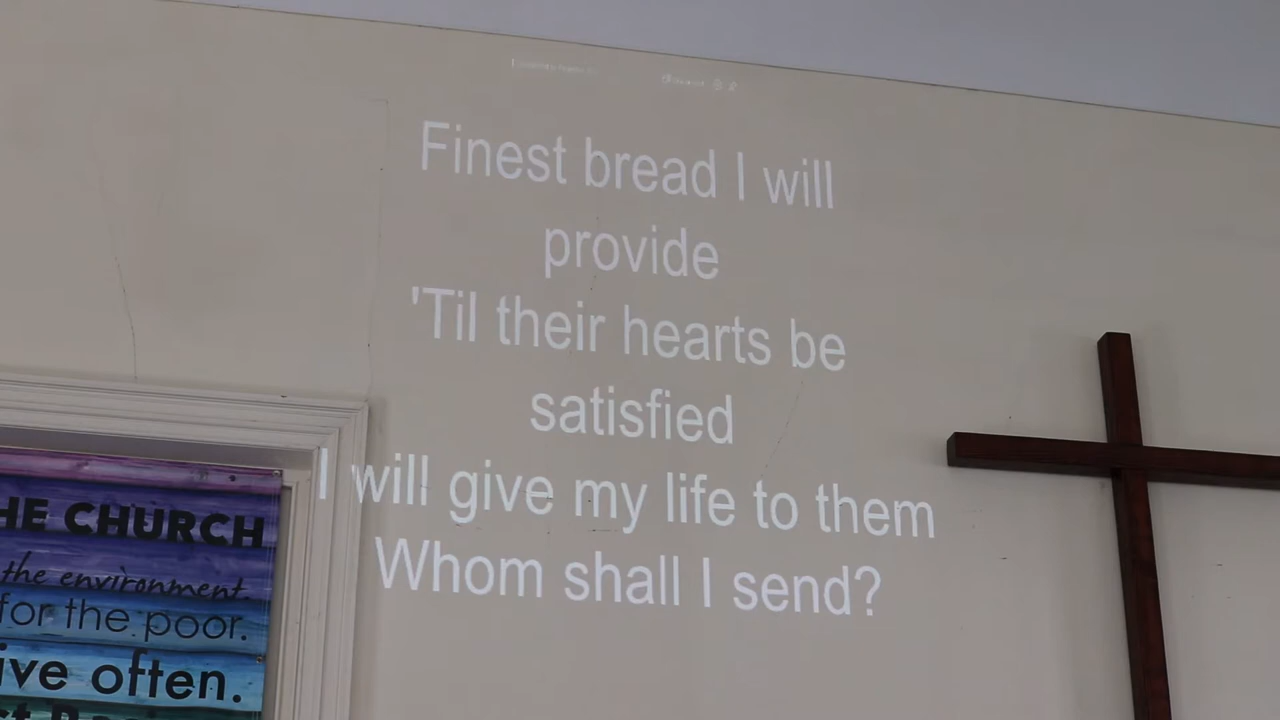 Finest bread I will
provide
'Til their hearts be
satisfied
I will give my life to them
Whom shall I send?
HE CHURCH
the environment.
for the poor.
ive often.